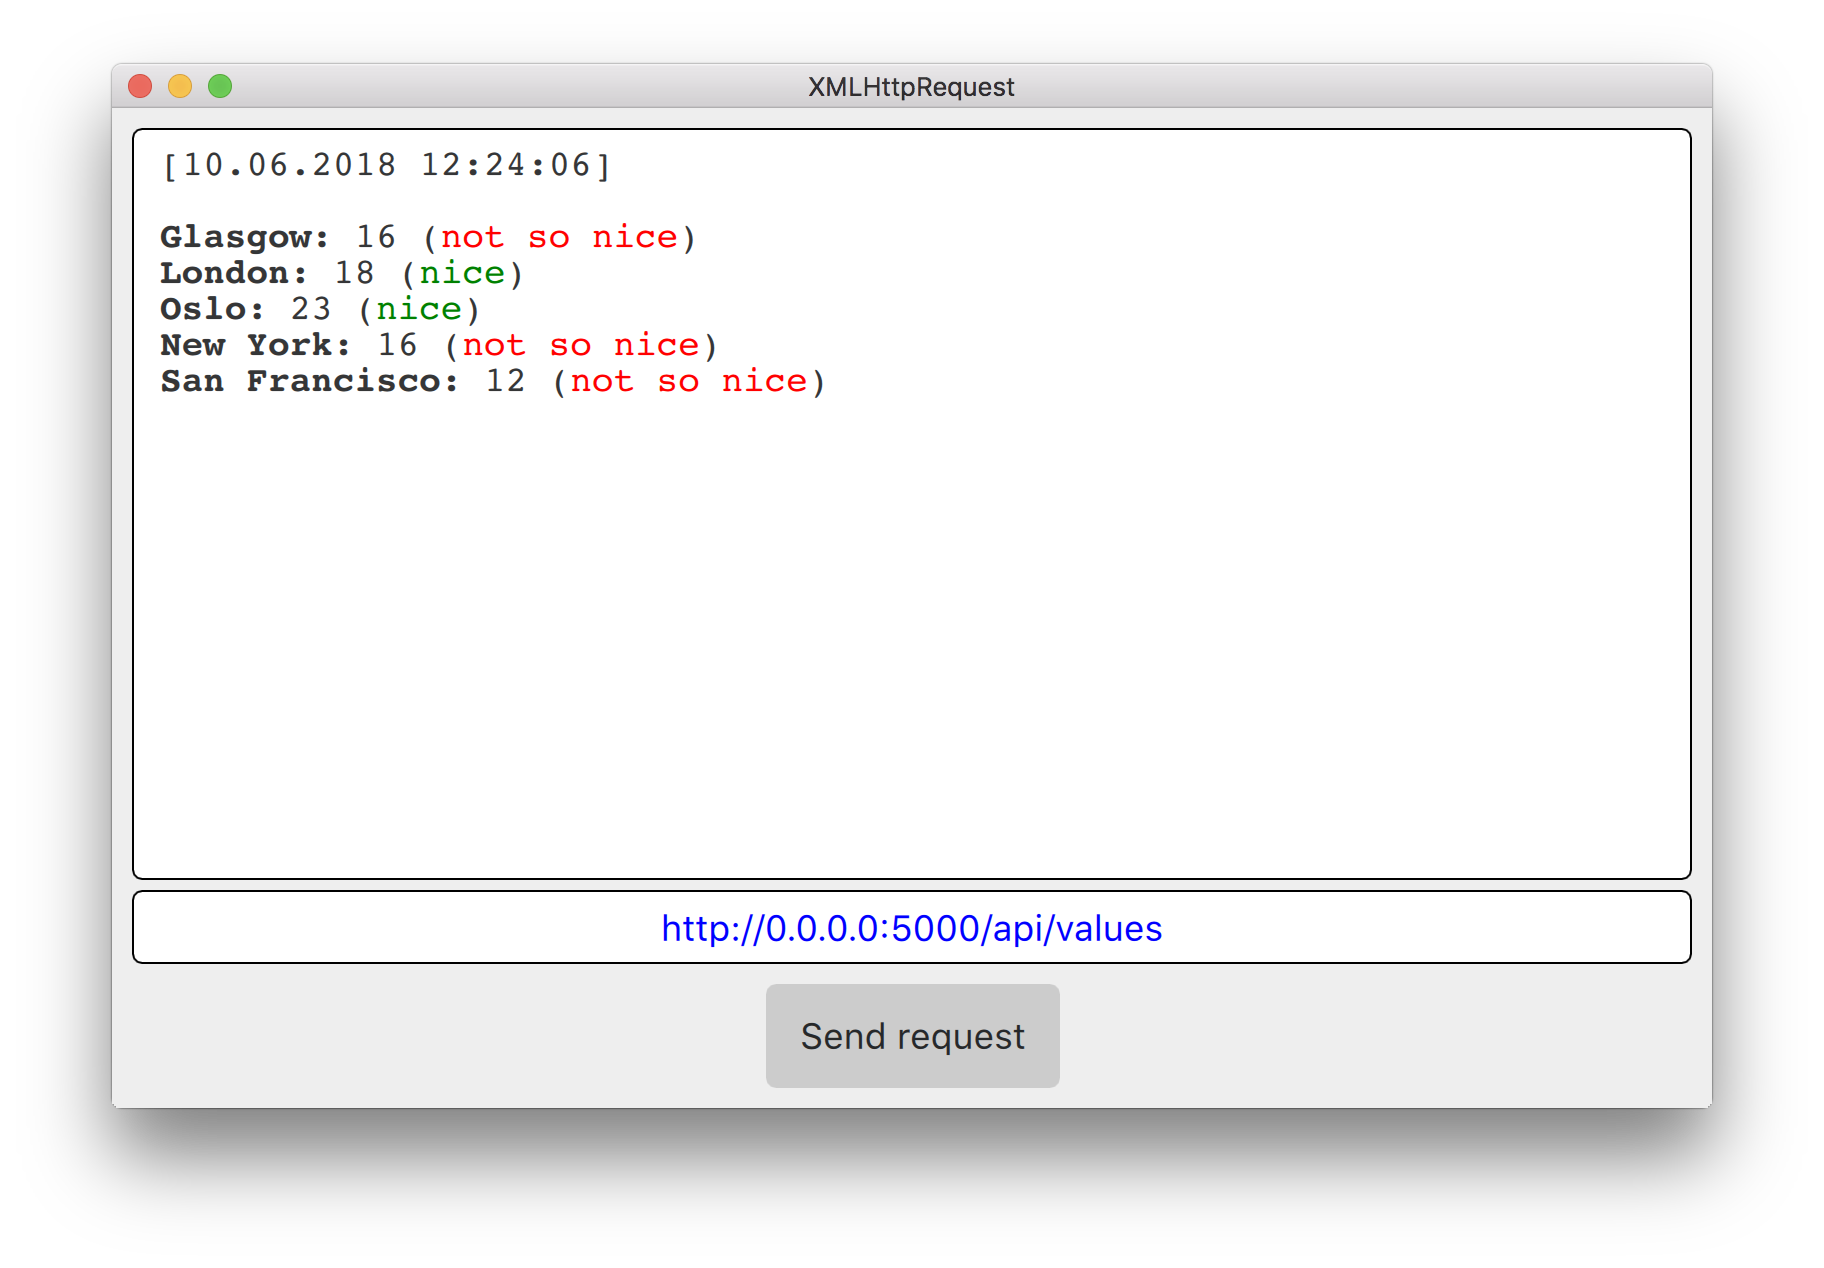 XMLHttpRequest
[10.06.2018 12:24:06]
Glasgow: 16 (not so nice)
London: 18 (nice)
Oslo: 23 (nice)
New York: 16 (not so nice)
San Francisco: 12 (not so nice)
http://0.0.0.0:5000/api/values
Send request